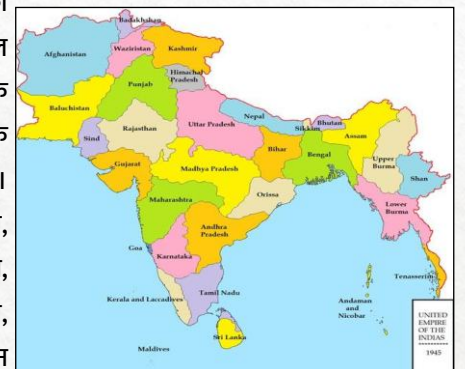 Badakhshan
Afghanistan
Waziristan
Kashmir
Himachal
Pradesh
Punjab
Baluchistan
Uttar Pradesh
Nepal
Sikkim
Bhutan
Assam
Sind
Rajasthan
Bihar
Bengal
Upper
Burma
Shan
Gujarat
Madhya Pradesh
Orissa
Lower
Burma
Maharashtra
Andhra
Pradesh
Goa
Karnataka
Tenasserim
Kerala and Laccadives
Tamil Nadu
Andaman
and
Nicobar
Sri Lanka
Maldives
UNITED
EMPIRE
OF THE
INDIAS
1945